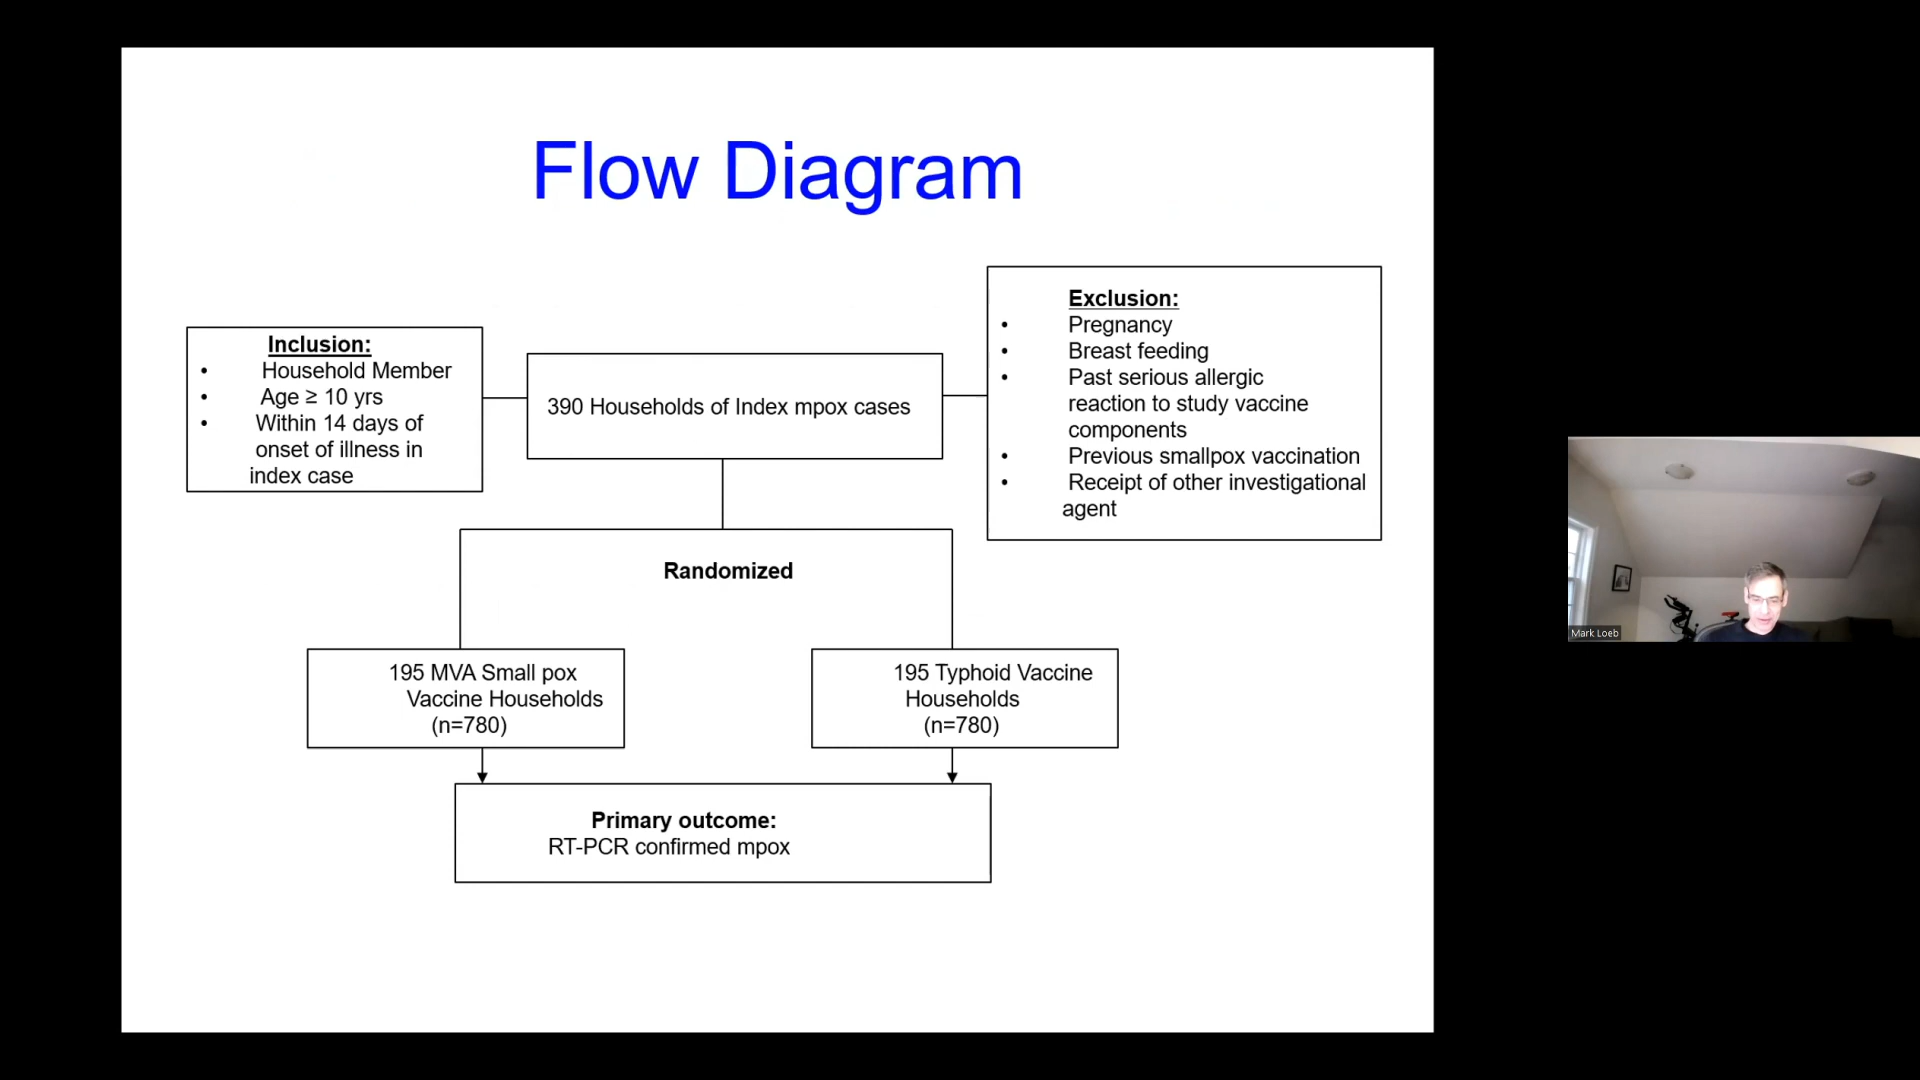 Flow Diagram
Inclusion:
• Household Member
• Age ≥ 10 yrs
• Within 14 days of
onset of illness in
index case
390 Households of Index mpox cases
Exclusion:
• Pregnancy
• Breast feeding
• Past serious allergic
reaction to study vaccine
components
• Previous smallpox vaccination
• Receipt of other investigational
agent
Randomized
195 MVA Small pox
Vaccine Households
(n=780)
195 Typhoid Vaccine
Households
(n=780)
Primary outcome:
RT-PCR confirmed mpox
Mark Loeb